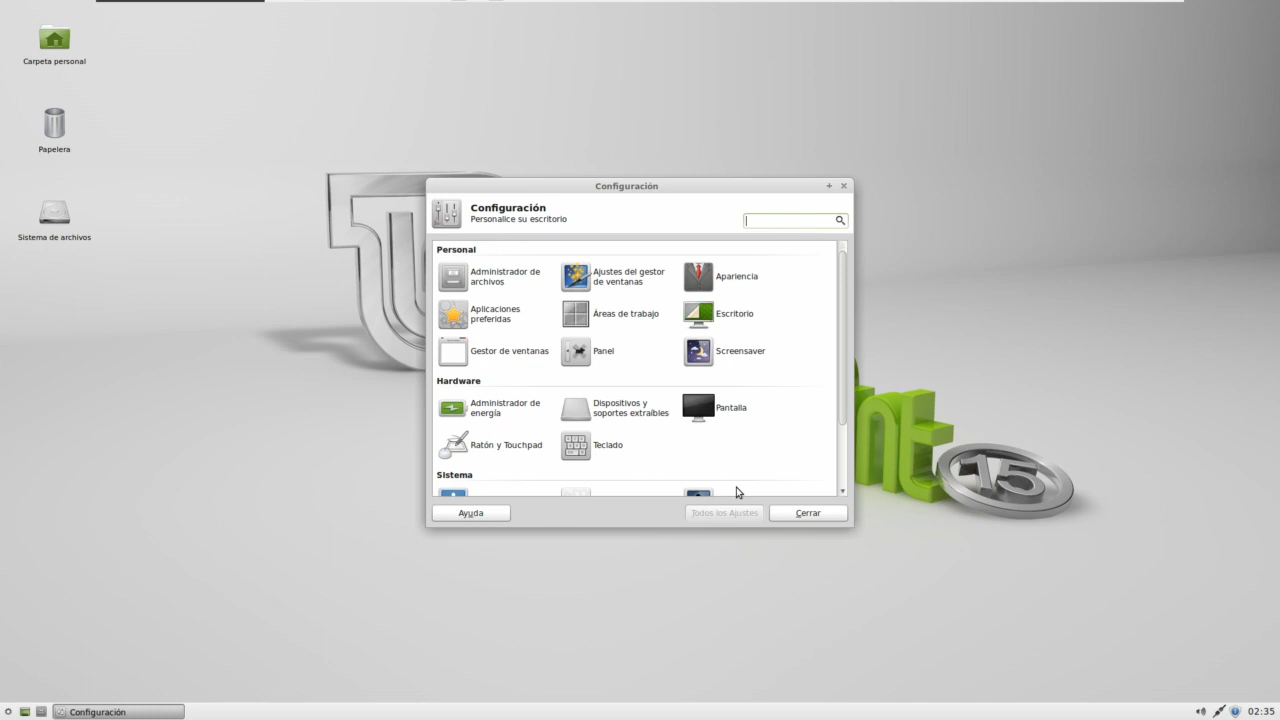 Carpeta personal
Papelera
Sistema de archivos
Configuración
Configuración
Personalice su escritorio
Personal
Administrador de
archivos
Ajustes del gestor
de ventanas
Apariencia
Aplicaciones
preferidas
Áreas de trabajo
Escritorio
Gestor de ventanas
Panel
Screensaver
Hardware
Administrador de
energía
Dispositivos y
soportes extraíbles
Pantalla
Ratón y Touchpad
Teclado
Sistema
Ayuda
Todos los Ajustes
Cerrar
nt
15
Configuración
02:35